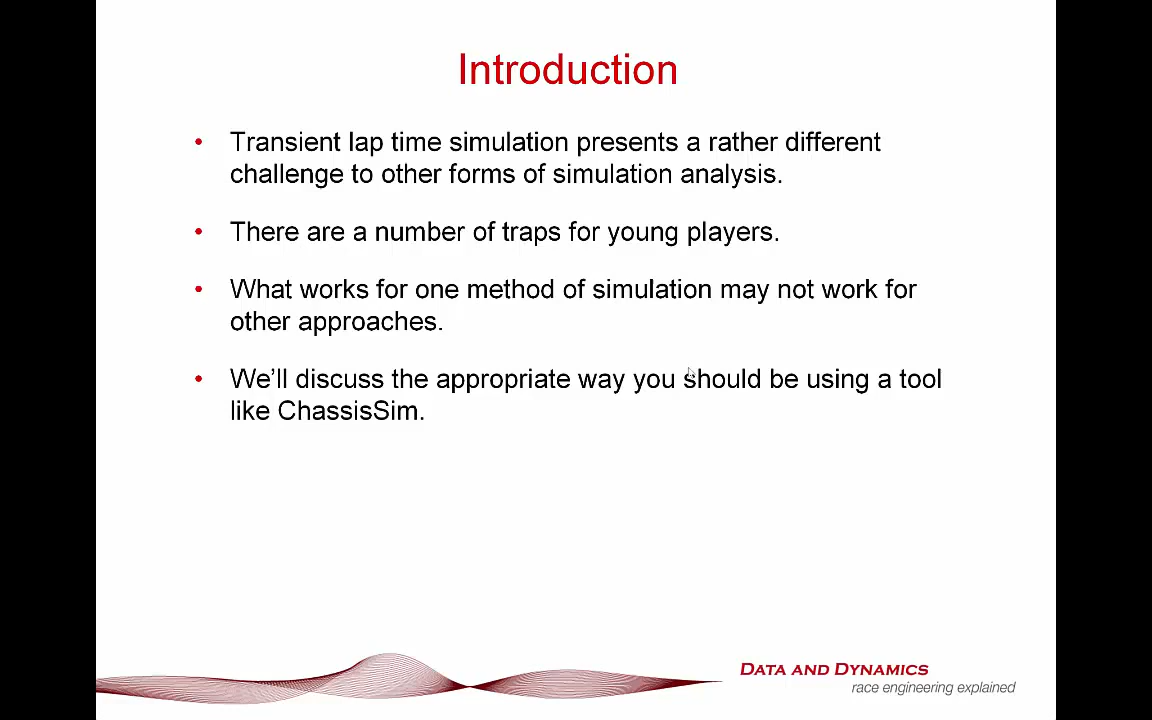 Introduction
• Transient lap time simulation presents a rather different
challenge to other forms of simulation analysis.
• There are a number of traps for young players.
• What works for one method of simulation may not work for
other approaches.
• We'll discuss the appropriate way you should be using a tool
like ChassisSim.
DATA AND DYNAMICS
race engineering explained